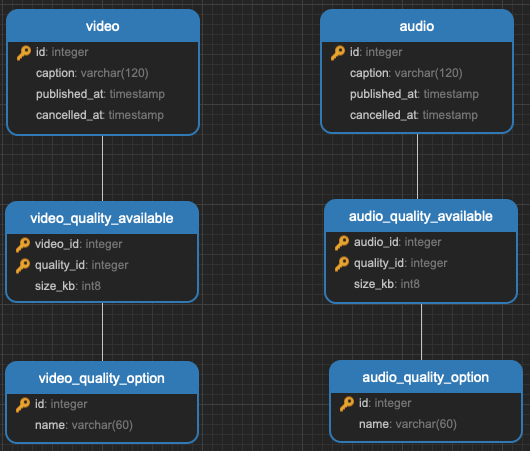 video
id: integer
caption: varchar(120)
published_at: timestamp
cancelled_at: timestamp
audio
id: integer
caption: varchar(120)
published_at: timestamp
cancelled_at: timestamp
video_quality_available
video_id: integer
quality_id: integer
size_kb: int8
audio_quality_available
audio_id: integer
quality_id: integer
size_kb: int8
video_quality_option
id: integer
name: varchar(60)
audio_quality_option
id: integer
name: varchar(60)